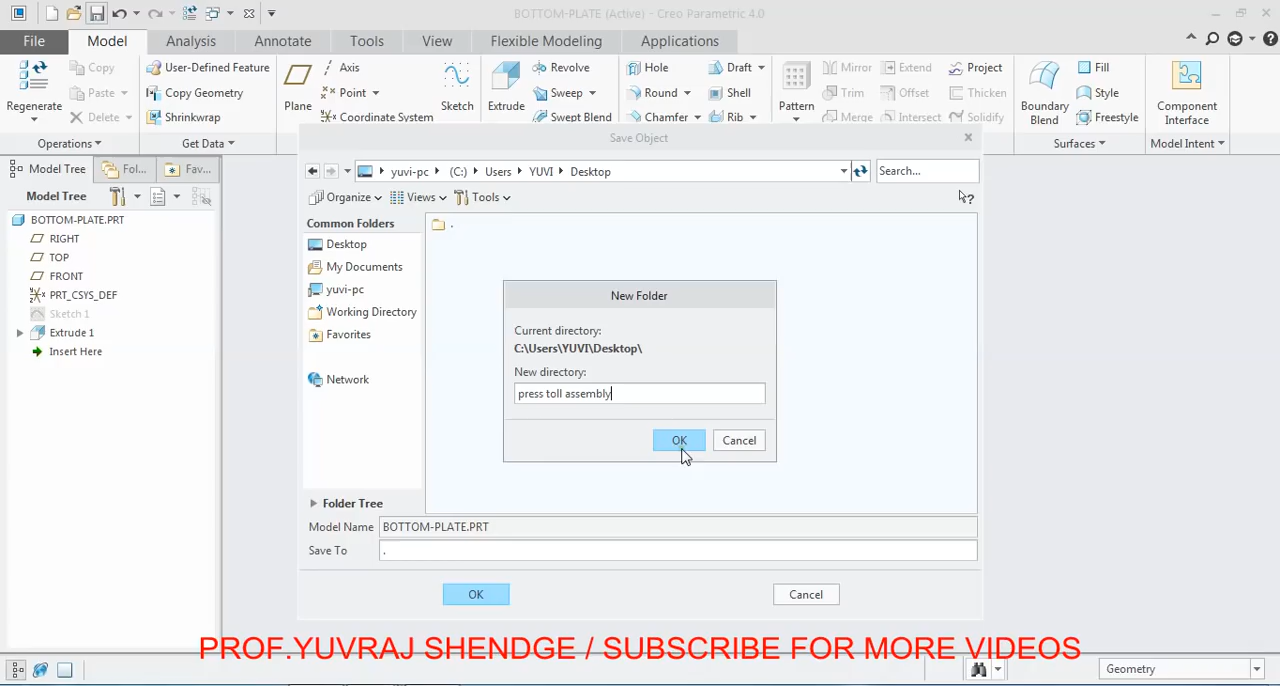 BOTTOM-PLATE (Active) - Creo Parametric 4.0
File Model Analysis Annotate Tools View Flexible Modeling Applications
Regenerate
Copy
Paste
Delete
User-Defined Feature
Copy Geometry
Shrinkwrap
Plane
Axis
Point
Coordinate System
Sketch
Extrude
Revolve
Sweep
Swept Blend
Hole
Round
Chamfer
Draft
Shell
Rib
Pattern
Mirror
Trim
Merge
Extend
Offset
Intersect
Project
Thicken
Solidify
Boundary
Blend
Fill
Style
Freestyle
Component
Interface
Operations Get Data Surfaces Model Intent
Model Tree Fol... Fav...
Model Tree
BOTTOM-PLATE.PRT
RIGHT
TOP
FRONT
PRT_CSYS_DEF
Sketch 1
Extrude 1
Insert Here
Save Object
yuvi-pc (C:) Users YUVI Desktop
Search...
Organize Views Tools
Common Folders
Desktop
My Documents
yuvi-pc
Working Directory
Favorites
Network
.
New Folder
Current directory:
C:\Users\YUVI\Desktop\
New directory:
press toll assembly
OK Cancel
Folder Tree
Model Name BOTTOM-PLATE.PRT
Save To .
OK Cancel
PROF.YUVRAJ SHENDGE / SUBSCRIBE FOR MORE VIDEOS
Geometry